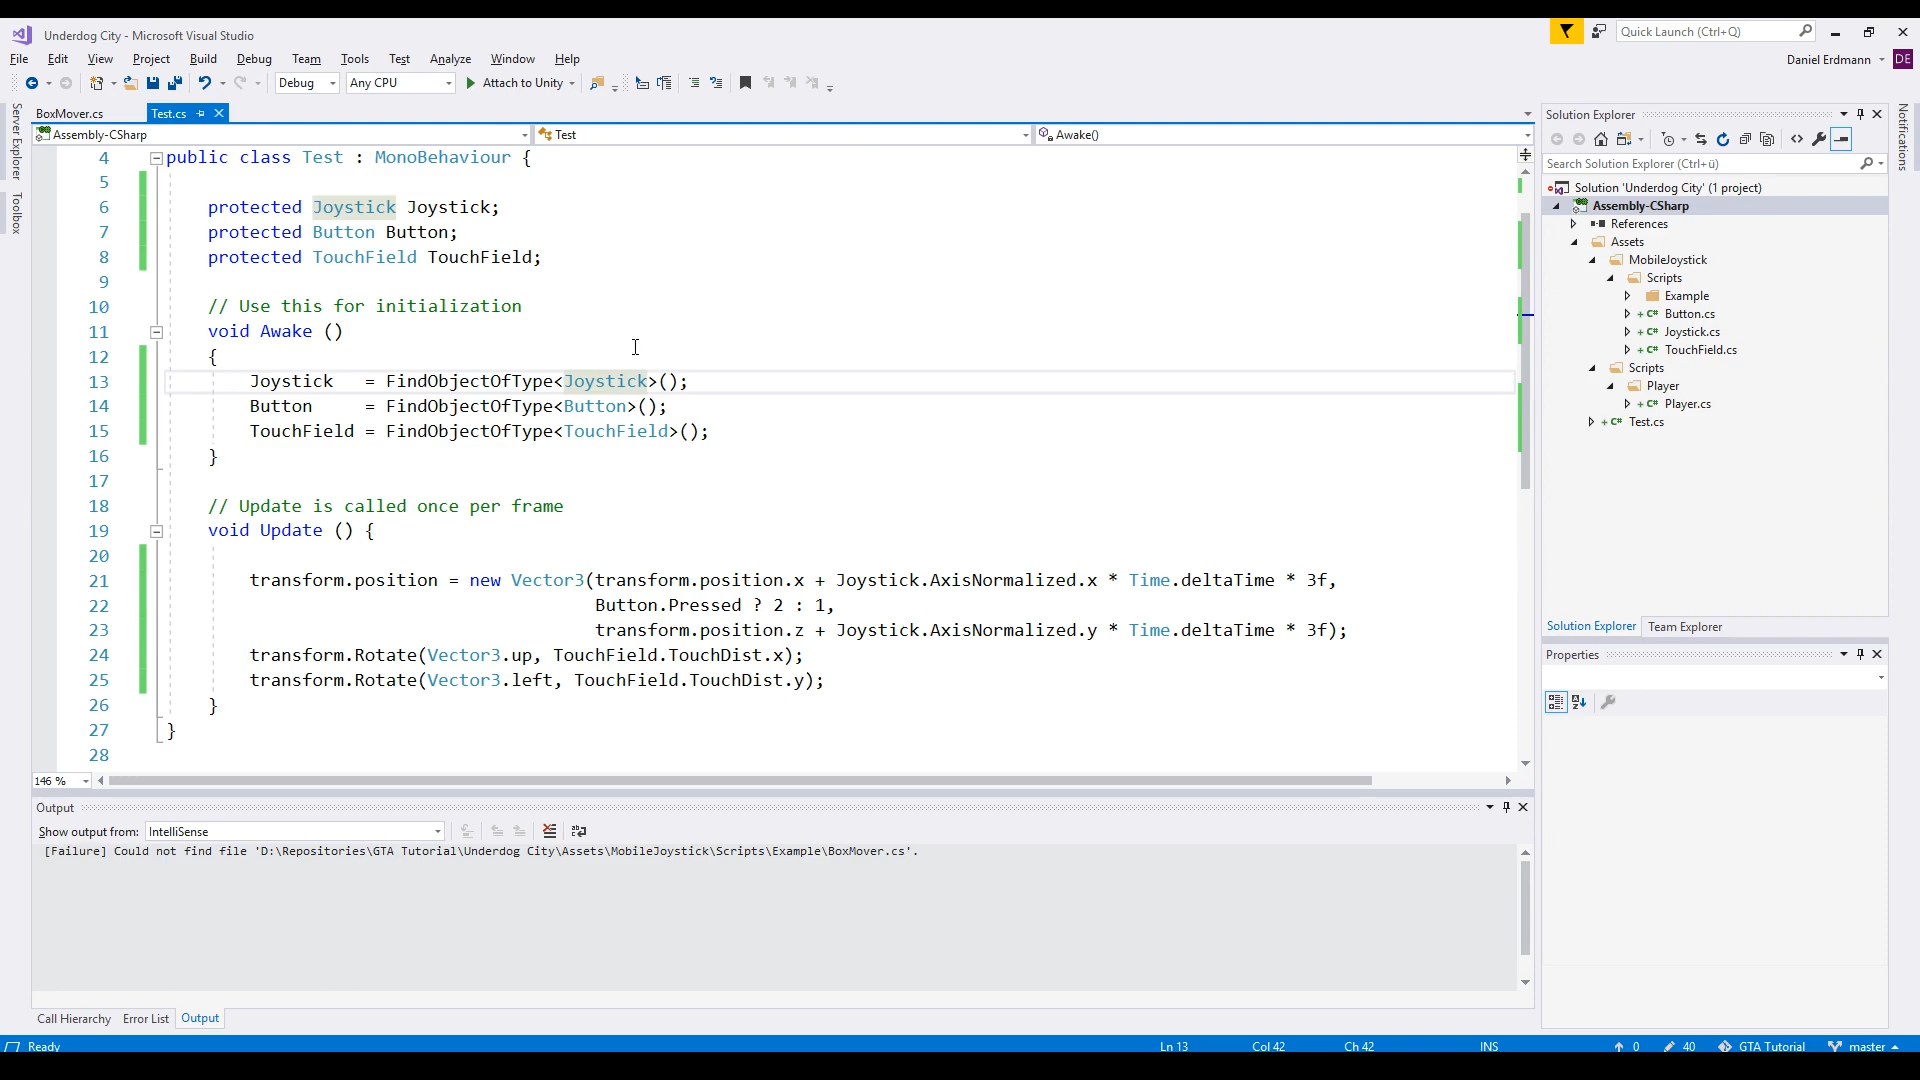 Underdog City - Microsoft Visual Studio
Quick Launch (Ctrl+Q)
File Edit View Project Build Debug Team Tools Test Analyze Window Help
Daniel Erdmann DE
Debug Any CPU Attach to Unity
BoxMover.cs Test.cs
Assembly-CSharp Test Awake()
Server Explorer
Toolbox
Notifications
4 public class Test : MonoBehaviour {
5
6 protected Joystick Joystick;
7 protected Button Button;
8 protected TouchField TouchField;
9
10 // Use this for initialization
11 void Awake ()
12 {
13 Joystick = FindObjectOfType<Joystick>();
14 Button = FindObjectOfType<Button>();
15 TouchField = FindObjectOfType<TouchField>();
16 }
17
18 // Update is called once per frame
19 void Update () {
20
21 transform.position = new Vector3(transform.position.x + Joystick.AxisNormalized.x * Time.deltaTime * 3f,
22 Button.Pressed ? 2 : 1,
23 transform.position.z + Joystick.AxisNormalized.y * Time.deltaTime * 3f);
24 transform.Rotate(Vector3.up, TouchField.TouchDist.x);
25 transform.Rotate(Vector3.left, TouchField.TouchDist.y);
26 }
27 }
28
146 %
Output
Show output from: IntelliSense
[Failure] Could not find file 'D:\Repositories\GTA Tutorial\Underdog City\Assets\MobileJoystick\Scripts\Example\BoxMover.cs'.
Call Hierarchy Error List Output
Solution Explorer
Search Solution Explorer (Ctrl+ü)
Solution 'Underdog City' (1 project)
Assembly-CSharp
References
Assets
MobileJoystick
Scripts
Example
+ C# Button.cs
+ C# Joystick.cs
+ C# TouchField.cs
Scripts
Player
+ C# Player.cs
+ C# Test.cs
Solution Explorer Team Explorer
Properties
Ready Ln 13 Col 42 Ch 42 INS 0 40 GTA Tutorial master